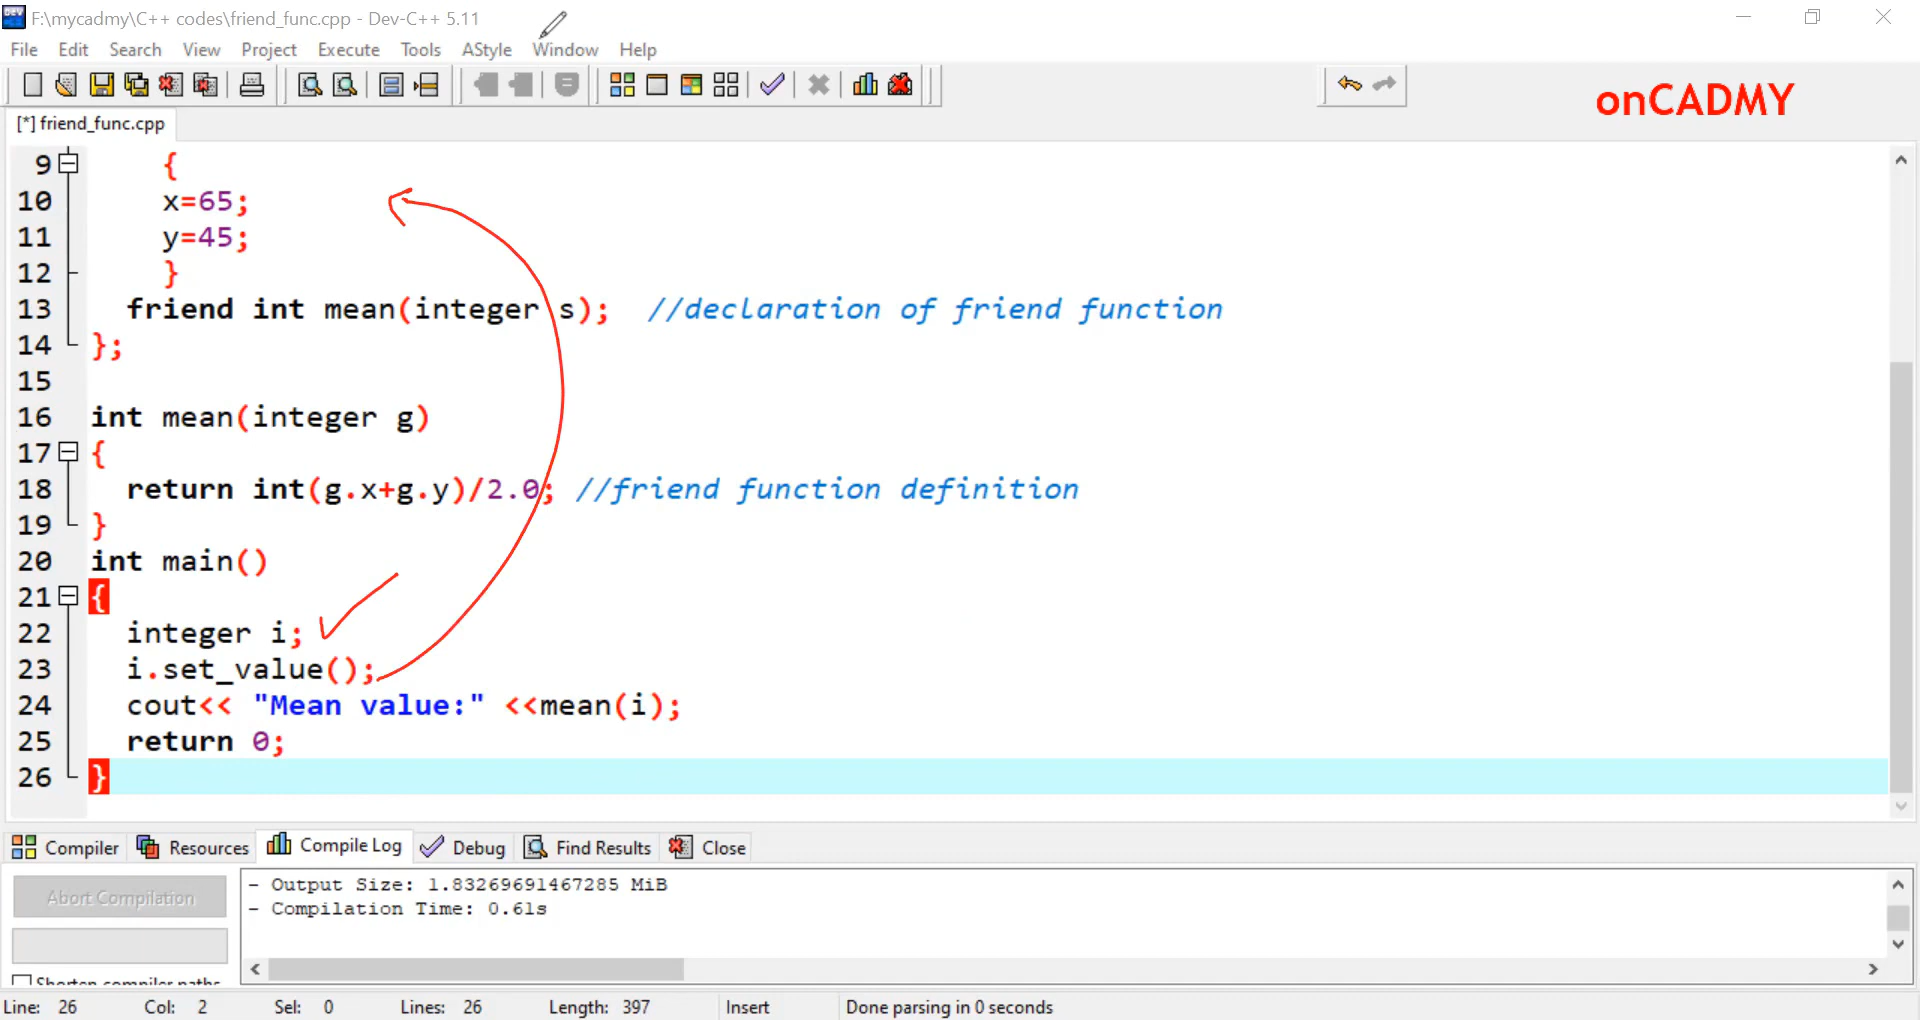 F:\mycadmy\C++ codes\friend_func.cpp - Dev-C++ 5.11
File Edit Search View Project Execute Tools AStyle Window Help
onCADMY
[*] friend_func.cpp
9 {
10 x=65;
11 y=45;
12 }
13 friend int mean(integer s); //declaration of friend function
14 };
15
16 int mean(integer g)
17 {
18 return int(g.x+g.y)/2.0; //friend function definition
19 }
20 int main()
21 {
22 integer i;
23 i.set_value();
24 cout<< "Mean value:" <<mean(i);
25 return 0;
26 }
Compiler Resources Compile Log Debug Find Results Close
Abort Compilation
- Output Size: 1.83269691467285 MiB
- Compilation Time: 0.61s
Shorten compiler paths
Line: 26 Col: 2 Sel: 0 Lines: 26 Length: 397 Insert Done parsing in 0 seconds